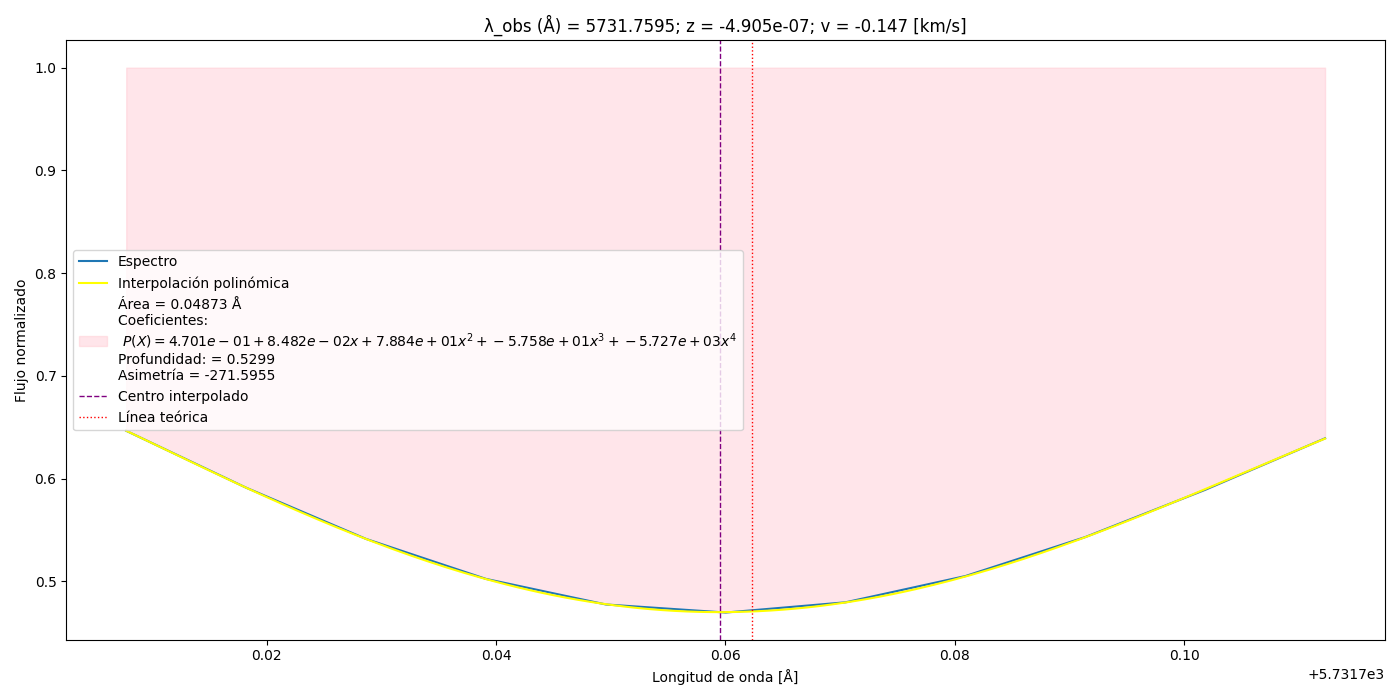 λ_obs (Å) = 5731.7595; z = -4.905e-07; v = -0.147 [km/s]
Flujo normalizado
1.0
0.9
0.8
0.7
0.6
0.5
Espectro
Interpolación polinómica
Área = 0.04873 Å
Coeficientes:
P(X) = 4.701e − 01 + 8.482e − 02x + 7.884e + 01x² + − 5.758e + 01x³ + − 5.727e + 03x⁴
Profundidad: = 0.5299
Asimetría = -271.5955
Centro interpolado
Línea teórica
0.02 0.04 0.06 0.08 0.10
+5.7317e3
Longitud de onda [Å]